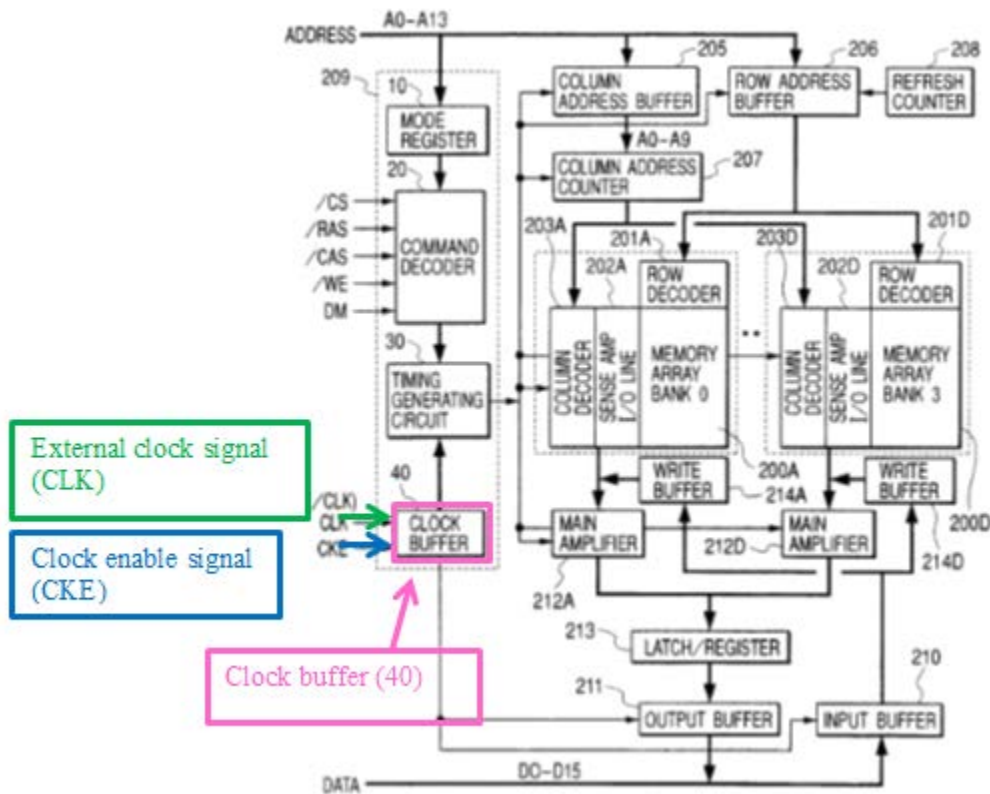 A0-A13
ADDRESS
205
206
208
209
10
COLUMN
ADDRESS BUFFER
ROW ADDRESS
BUFFER
REFRESH
COUNTER
MODE
REGISTER
A0-A9
20
207
COLUMN ADDRESS
COUNTER
/CS
/RAS
/CAS
/WE
DM
COMMAND
DECODER
203A
201A
202A
ROW
DECODER
203D
201D
202D
ROW
DECODER
30
TIMING
GENERATING
CIRCUIT
COLUMN
DECODER
SENSE AMP
I/O LINE
MEMORY
ARRAY
BANK 0
COLUMN
DECODER
SENSE AMP
I/O LINE
MEMORY
ARRAY
BANK 3
External clock signal
(CLK)
40
200A
WRITE
BUFFER
214A
WRITE
BUFFER
200D
/CLK)
CLK
CKE
CLOCK
BUFFER
MAIN
AMPLIFIER
MAIN
AMPLIFIER
212D
214D
Clock enable signal
(CKE)
212A
213
LATCH/REGISTER
Clock buffer (40)
211
210
OUTPUT BUFFER
INPUT BUFFER
DO-D15
DATA